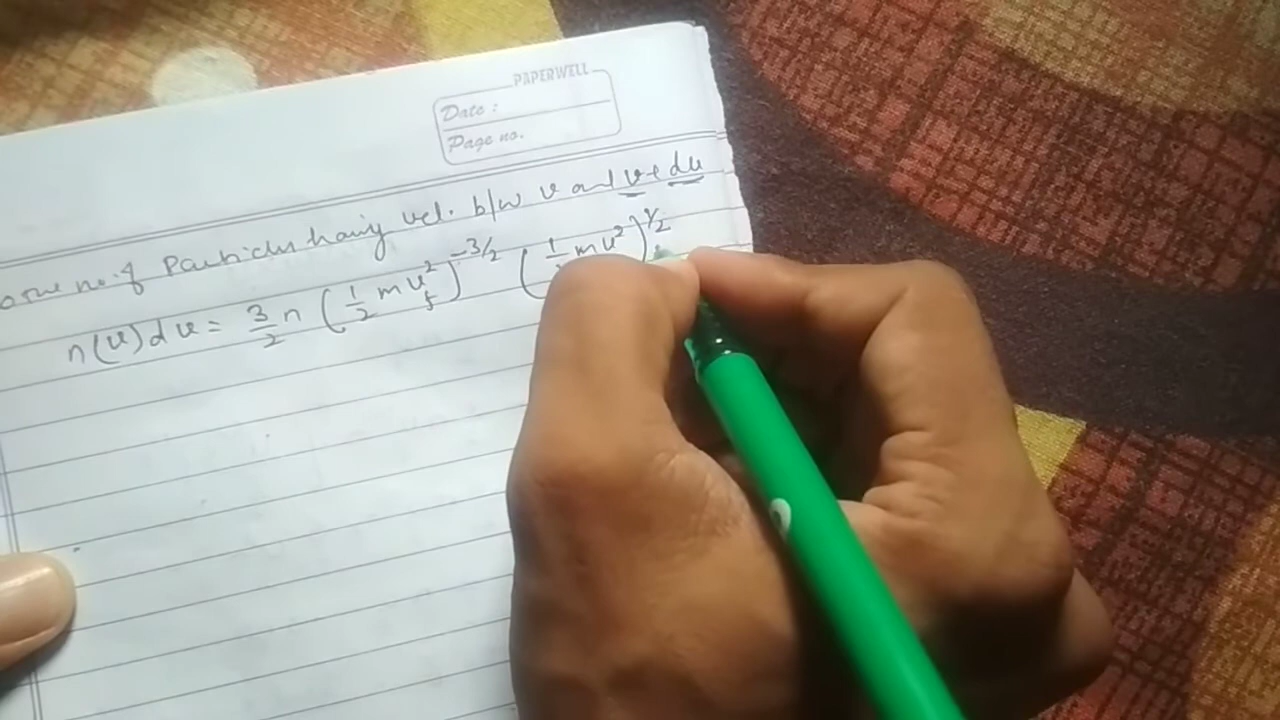 PAPERWELL
Date :
Page no.
no. of Particles having vel. b/w v and v + dv
n(v)dv = 3/2 n (1/2 m v_f^2)^-3/2 (1/2 m v^2)^1/2